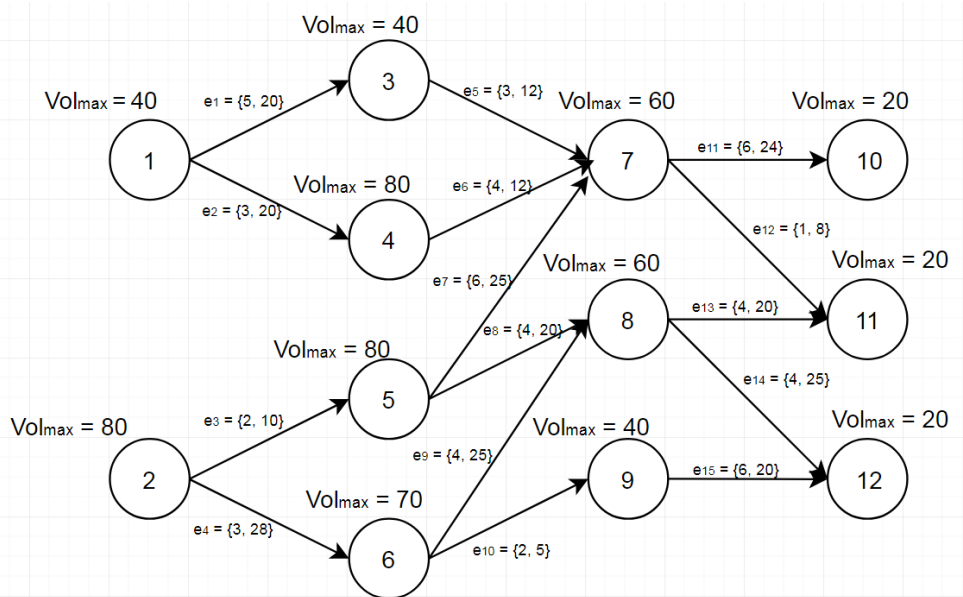 Volmax = 40
3
Volmax = 40
1
e1 = {5, 20}
e5 = {3, 12}
Volmax = 60
7
Volmax = 20
e11 = {6, 24}
10
Volmax = 80
4
e2 = {3, 20}
e6 = {4, 12}
e12 = {1, 8}
e7 = {6, 25}
Volmax = 60
8
Volmax = 20
e13 = {4, 20}
11
e8 = {4, 20}
Volmax = 80
5
e14 = {4, 25}
Volmax = 80
2
e3 = {2, 10}
e9 = {4, 25}
Volmax = 40
9
Volmax = 20
e15 = {6, 20}
12
Volmax = 70
6
e4 = {3, 28}
e10 = {2, 5}